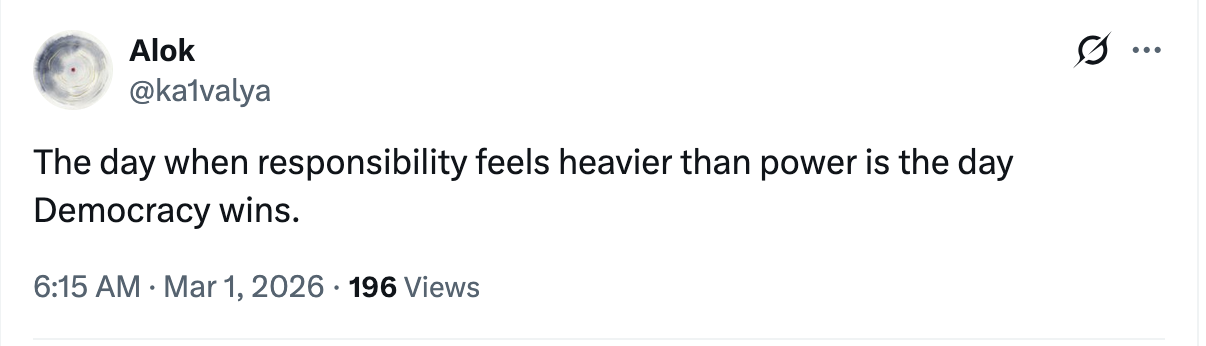 Alok
@ka1valya
The day when responsibility feels heavier than power is the day
Democracy wins.
6:15 AM · Mar 1, 2026 · 196 Views